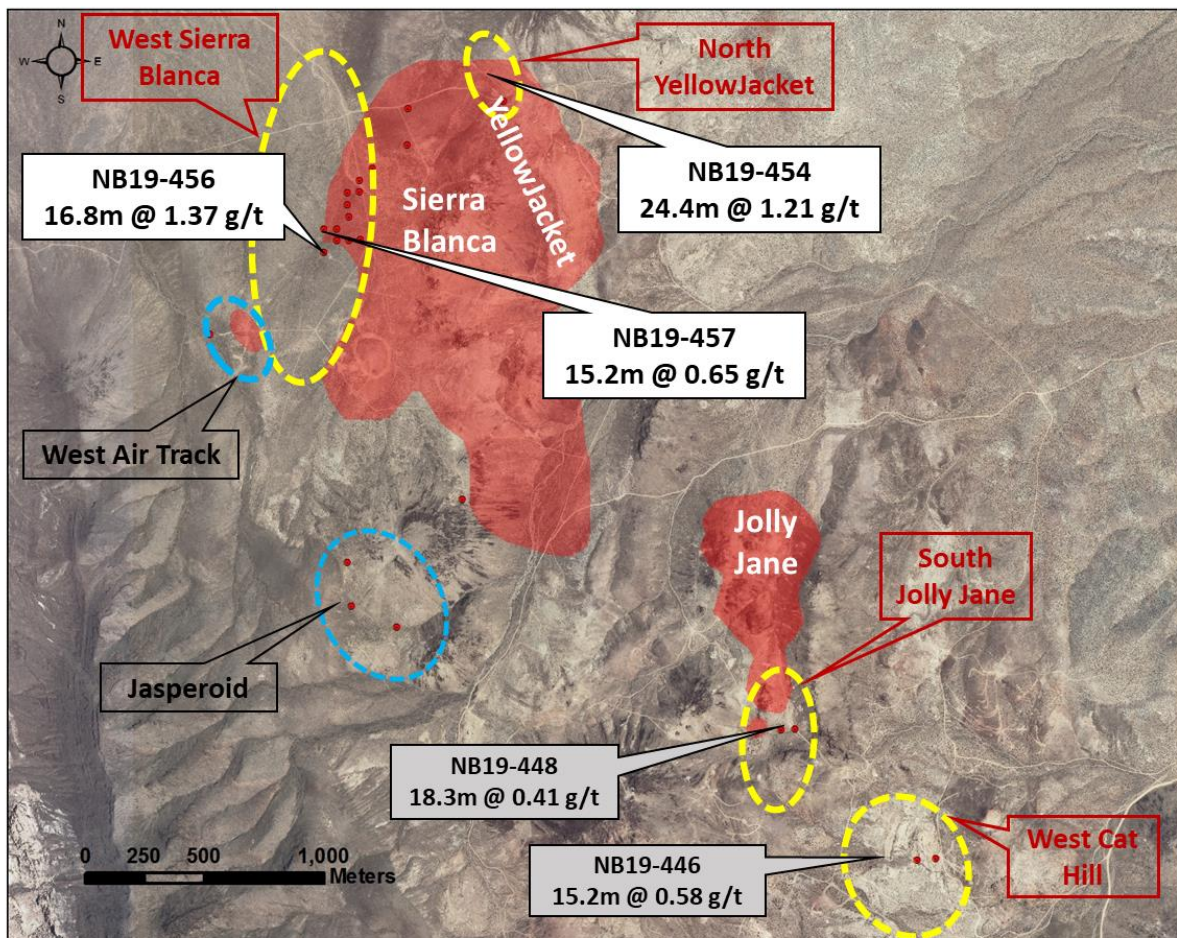 N
W
E
S
West Sierra
Blanca
North
YellowJacket
YellowJacket
NB19-456
16.8m @ 1.37 g/t
NB19-454
24.4m @ 1.21 g/t
Sierra
Blanca
NB19-457
15.2m @ 0.65 g/t
West Air Track
Jolly
Jane
South
Jolly Jane
Jasperoid
NB19-448
18.3m @ 0.41 g/t
West Cat
Hill
NB19-446
15.2m @ 0.58 g/t
0 250 500 1,000
Meters